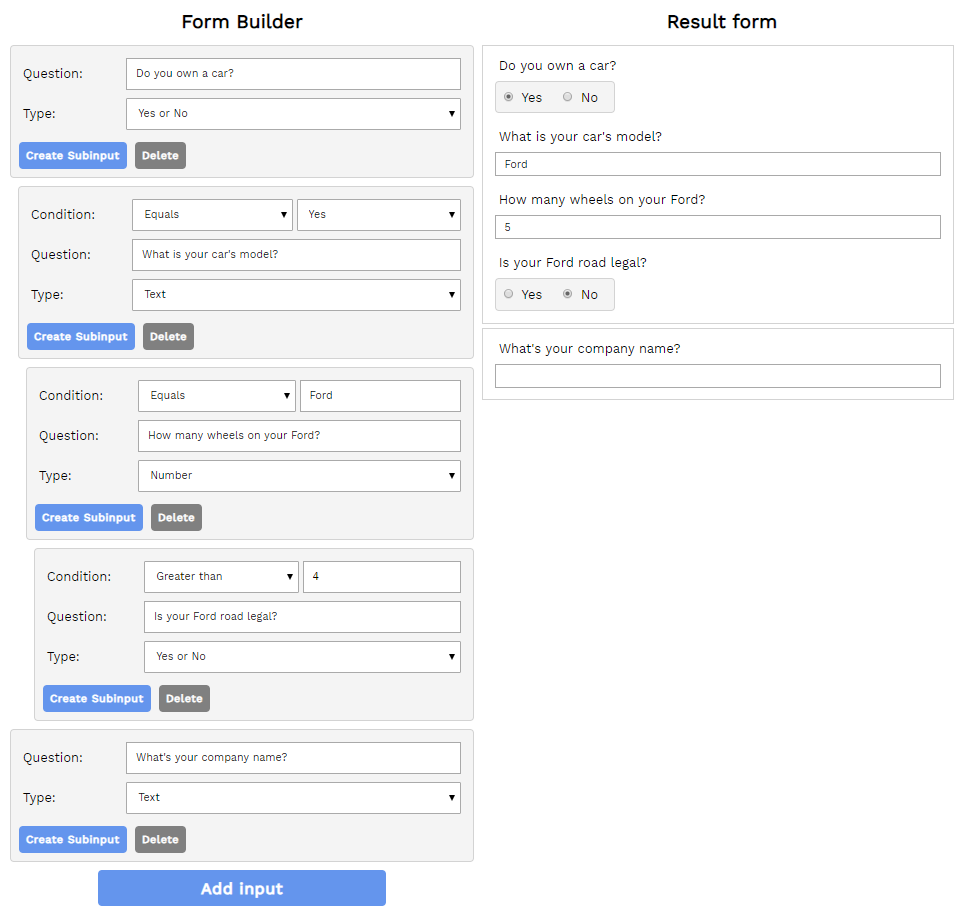 Form Builder
Question: Do you own a car?
Type: Yes or No
Create Subinput Delete
Condition: Equals Yes
Question: What is your car's model?
Type: Text
Create Subinput Delete
Condition: Equals Ford
Question: How many wheels on your Ford?
Type: Number
Create Subinput Delete
Condition: Greater than 4
Question: Is your Ford road legal?
Type: Yes or No
Create Subinput Delete
Question: What's your company name?
Type: Text
Create Subinput Delete
Add input
Result form
Do you own a car?
Yes No
What is your car's model?
Ford
How many wheels on your Ford?
5
Is your Ford road legal?
Yes No
What's your company name?